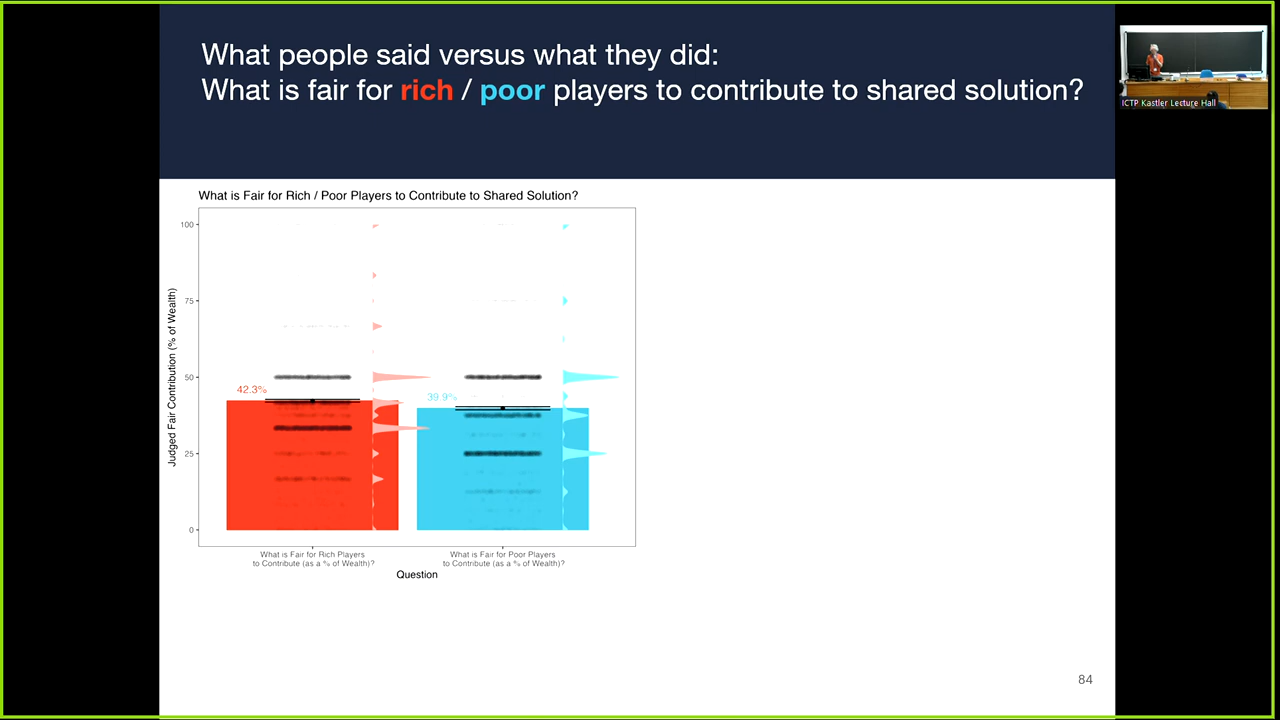 What people said versus what they did:
What is fair for rich / poor players to contribute to shared solution?
ICTP Kastler Lecture Hall
What is Fair for Rich / Poor Players to Contribute to Shared Solution?
Judged Fair Contribution (% of Wealth)
100
75
50
25
0
42.3%
39.9%
What is Fair for Rich Players
to Contribute (as a % of Wealth)?
What is Fair for Poor Players
to Contribute (as a % of Wealth)?
Question
84